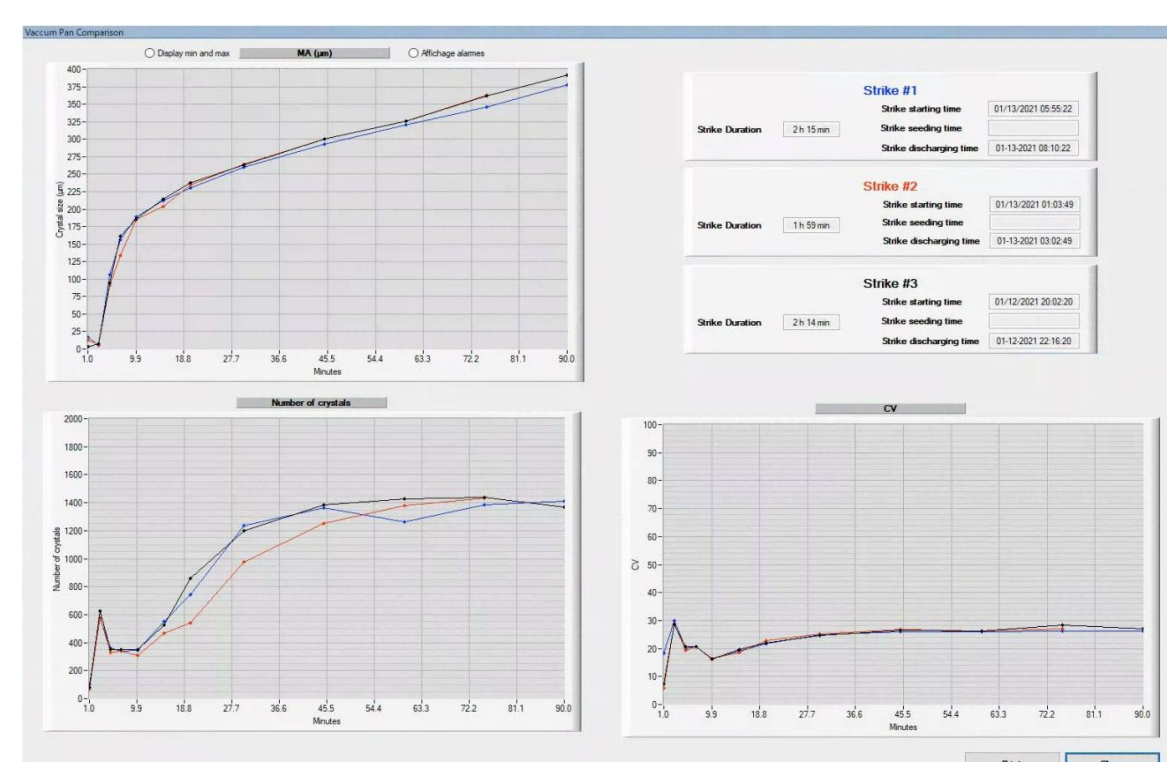 Vaccum Pan Comparison
Display min and max
MA (µm)
Affichage alarmes
400
375
350
325
300
275
250
225
200
175
150
125
100
75
50
25
0
Crystal size (µm)
1.0 9.9 18.8 27.7 36.6 45.5 54.4 63.3 72.2 81.1 90.0
Minutes
Strike #1
Strike starting time 01/13/2021 05:55:22
Strike Duration 2 h 15 min Strike seeding time
Strike discharging time 01-13-2021 08:10:22
Strike #2
Strike starting time 01/13/2021 01:03:49
Strike Duration 1 h 59 min Strike seeding time
Strike discharging time 01-13-2021 03:02:49
Strike #3
Strike starting time 01/12/2021 20:02:20
Strike Duration 2 h 14 min Strike seeding time
Strike discharging time 01-12-2021 22:16:20
Number of crystals
2000
1800
1600
1400
1200
1000
800
600
400
200
0
Number of crystals
1.0 9.9 18.8 27.7 36.6 45.5 54.4 63.3 72.2 81.1 90.0
Minutes
CV
100
90
80
70
60
50
40
30
20
10
0
CV
1.0 9.9 18.8 27.7 36.6 45.5 54.4 63.3 72.2 81.1 90.0
Minutes